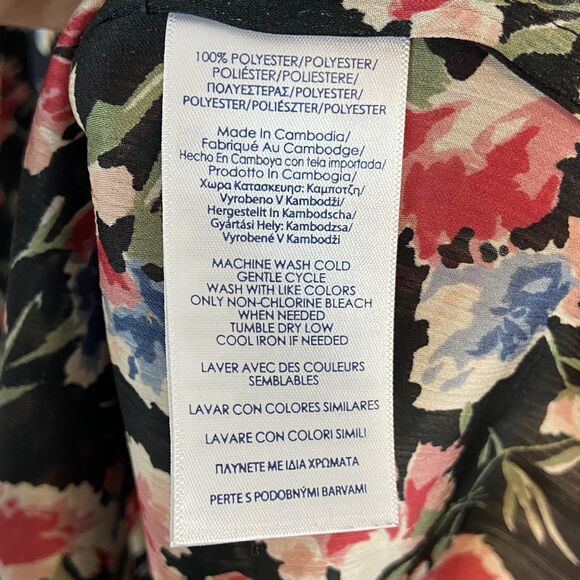 100% POLYESTER/POLYESTER/
POLIÉSTER/POLIESTERE/
ΠΟΛΥΕΣΤΕΡΑΣ/POLYESTER/
POLYESTER/POLIÉSZTER/POLYESTER
Made In Cambodia/
Fabriqué Au Cambodge/
Hecho En Camboya con tela importada/
Prodotto In Cambogia/
Χωρα Κατασκευησ: Καμποτζη/
Vyrobeno V Kambodži/
Hergestellt In Kambodscha/
Gyártási Hely: Kambodzsa/
Vyrobené V Kambodži
MACHINE WASH COLD
GENTLE CYCLE
WASH WITH LIKE COLORS
ONLY NON-CHLORINE BLEACH
WHEN NEEDED
TUMBLE DRY LOW
COOL IRON IF NEEDED
LAVER AVEC DES COULEURS
SEMBLABLES
LAVAR CON COLORES SIMILARES
LAVARE CON COLORI SIMILI
ΠΛΥΝΕΤΕ ΜΕ ΙΔΙΑ ΧΡΩΜΑΤΑ
PERTE S PODOBNÝMI BARVAMI